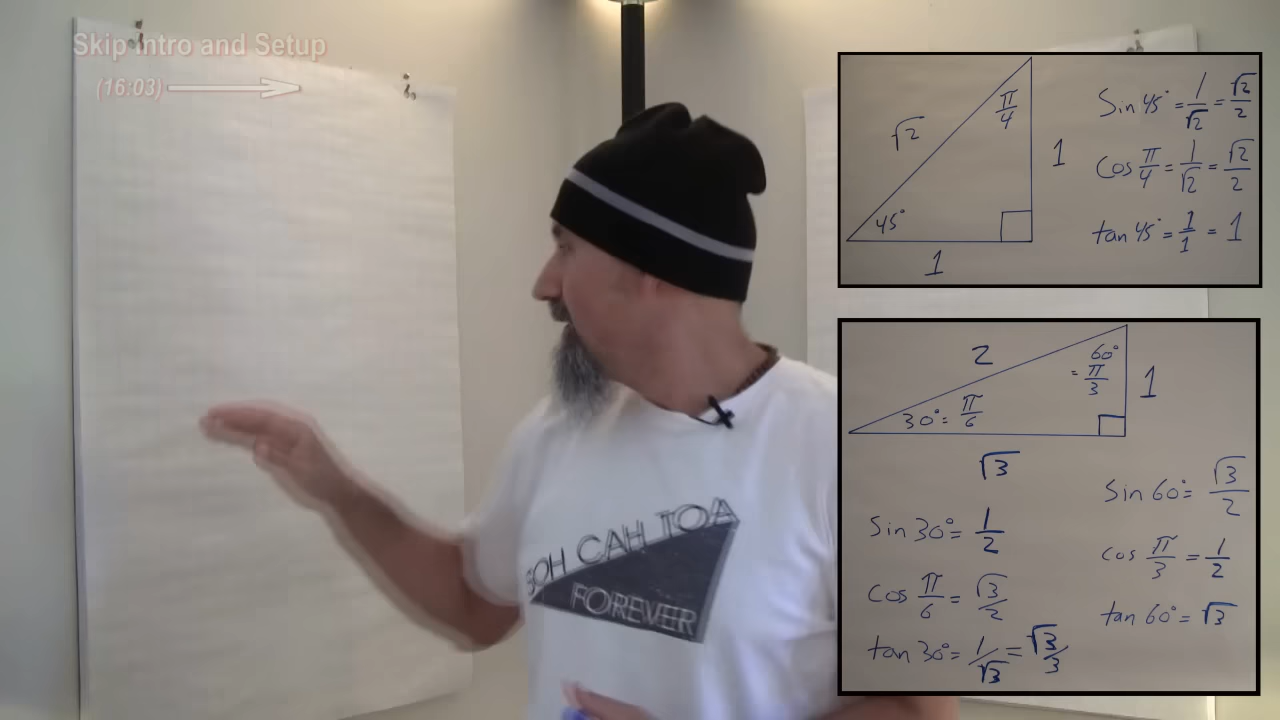 Skip Intro and Setup
(16:03)
√2
π/4
1
45°
1
Sin 45° = 1/√2 = √2/2
cos π/4 = 1/√2 = √2/2
tan 45° = 1/1 = 1
2
60°
= π/3
1
30° = π/6
√3
Sin 30° = 1/2
cos π/6 = √3/2
tan 30° = 1/√3 = √3/3
Sin 60° = √3/2
cos π/3 = 1/2
tan 60° = √3
SOH CAH TOA
FOREVER